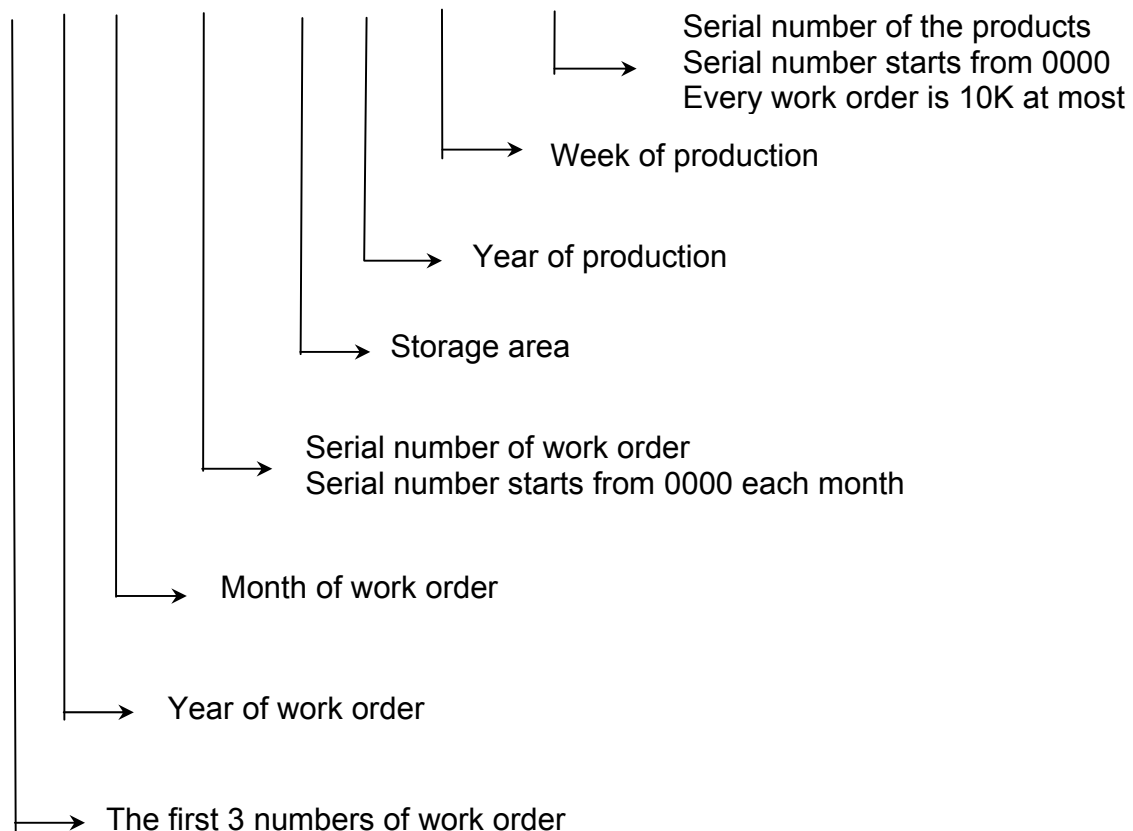 Serial number of the products
Serial number starts from 0000
Every work order is 10K at most
Week of production
Year of production
Storage area
Serial number of work order
Serial number starts from 0000 each month
Month of work order
Year of work order
The first 3 numbers of work order